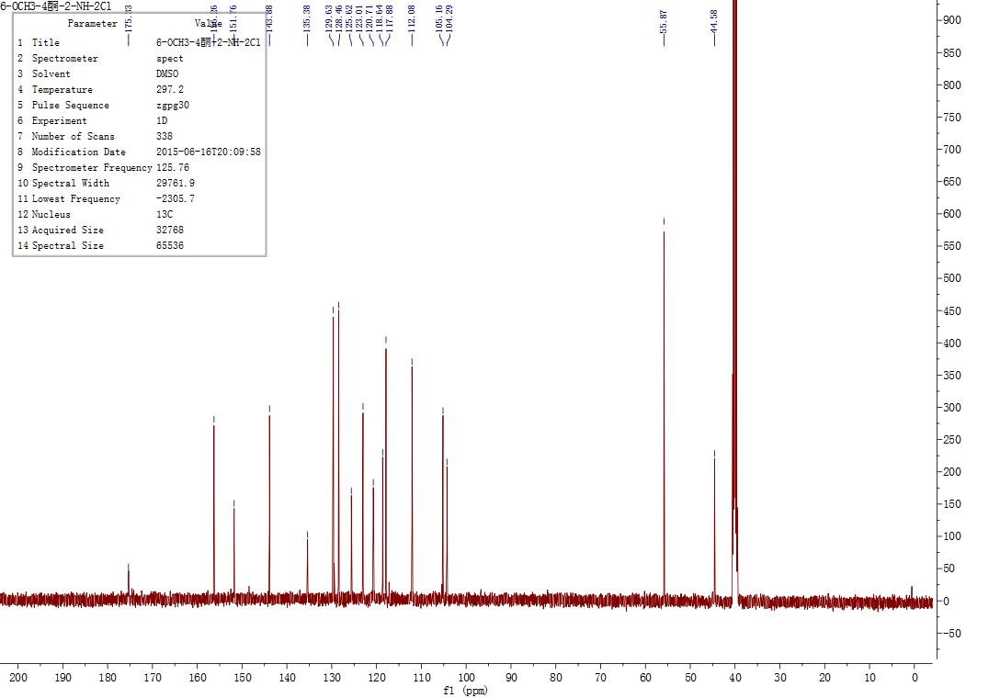 6-OCH3-4酮-2-NH-2Cl
151.76
143.88
135.38
129.63
128.46
125.62
123.01
120.71
118.64
117.88
112.08
105.16
104.29
55.87
44.58
Parameter Value
1 Title 6-OCH3-4酮-2-NH-2Cl
2 Spectrometer spect
3 Solvent DMSO
4 Temperature 297.2
5 Pulse Sequence zgpg30
6 Experiment 1D
7 Number of Scans 338
8 Modification Date 2015-06-16T20:09:58
9 Spectrometer Frequency 125.76
10 Spectral Width 29761.9
11 Lowest Frequency -2305.7
12 Nucleus 13C
13 Acquired Size 32768
14 Spectral Size 65536
900
850
800
750
700
650
600
550
500
450
400
350
300
250
200
150
100
50
0
-50
200 190 180 170 160 150 140 130 120 110 100 90 80 70 60 50 40 30 20 10 0
f1 (ppm)